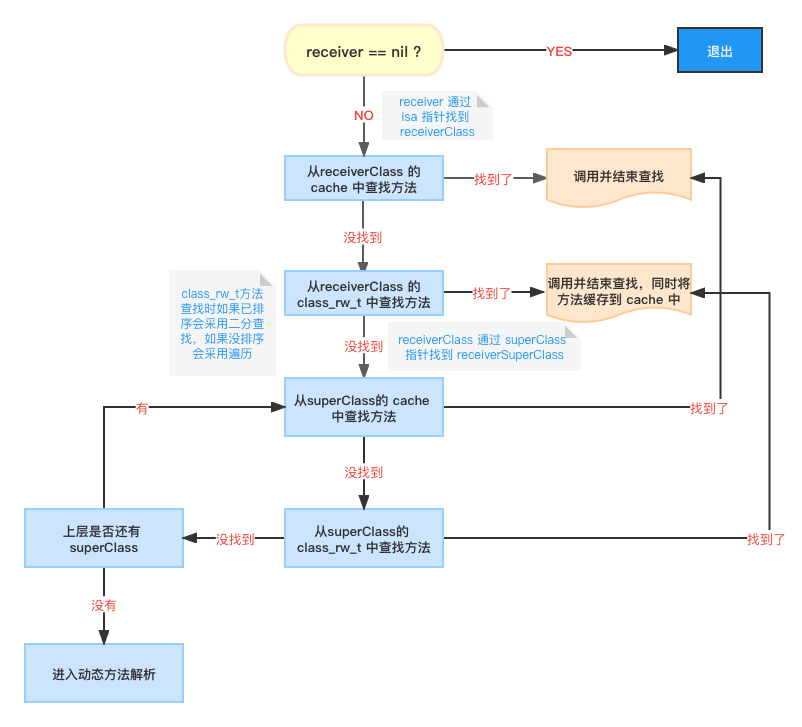 receiver == nil ?
YES
退出
NO
receiver 通过
isa 指针找到
receiverClass
从receiverClass 的
cache 中查找方法
找到了
调用并结束查找
没找到
class_rw_t方法
查找时如果已排
序会采用二分查
找，如果没排序
会采用遍历
从receiverClass 的
class_rw_t 中查找方法
找到了
调用并结束查找，同时将
方法缓存到 cache 中
没找到
receiverClass 通过 superClass
指针找到 receiverSuperClass
有
从superClass的 cache
中查找方法
找到了
没找到
上层是否还有
superClass
没找到
从superClass的
class_rw_t 中查找方法
找到了
没有
进入动态方法解析